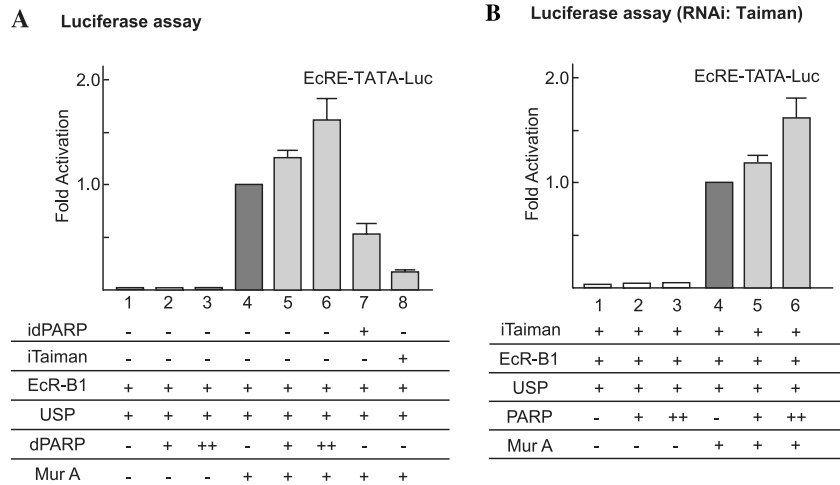 A Luciferase assay
EcRE-TATA-Luc
Fold Activation
2.0
1.0
1 2 3 4 5 6 7 8
idPARP - - - - - - + -
iTaiman - - - - - - - +
EcR-B1 + + + + + + + +
USP + + + + + + + +
dPARP - + ++ - + ++ - -
Mur A - - - + + + + +
B Luciferase assay (RNAi: Taiman)
EcRE-TATA-Luc
Fold Activation
2.0
1.0
1 2 3 4 5 6
iTaiman + + + + + +
EcR-B1 + + + + + +
USP + + + + + +
PARP - + ++ - + ++
Mur A - - - + + +